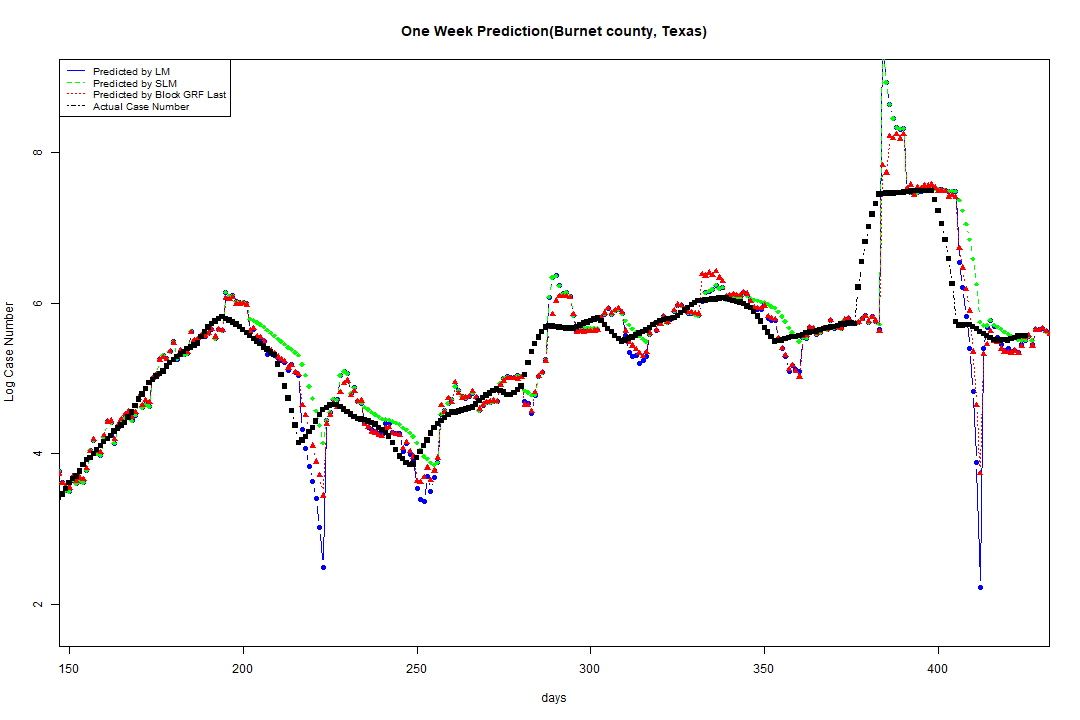 One Week Prediction(Burnet county, Texas)
Predicted by LM
Predicted by SLM
Predicted by Block GRF Last
Actual Case Number
Log Case Number
8
6
4
2
150 200 250 300 350 400
days